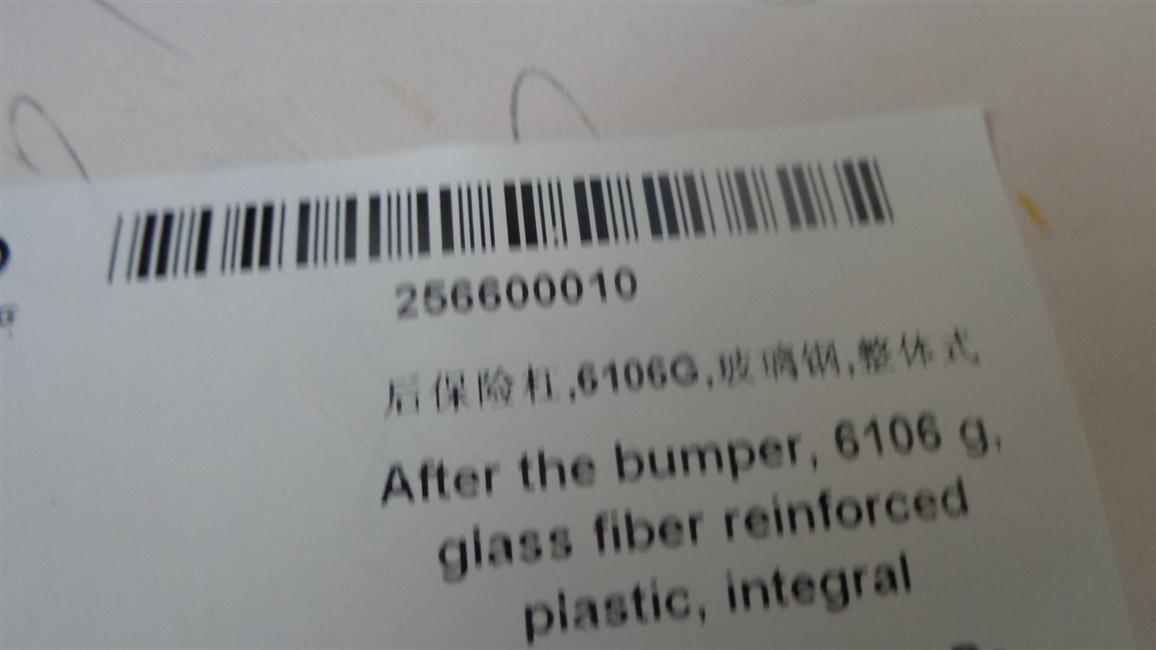 256600010
后保险杠,6106G,玻璃钢,整体式
After the bumper, 6106 g,
glass fiber reinforced
plastic, integral